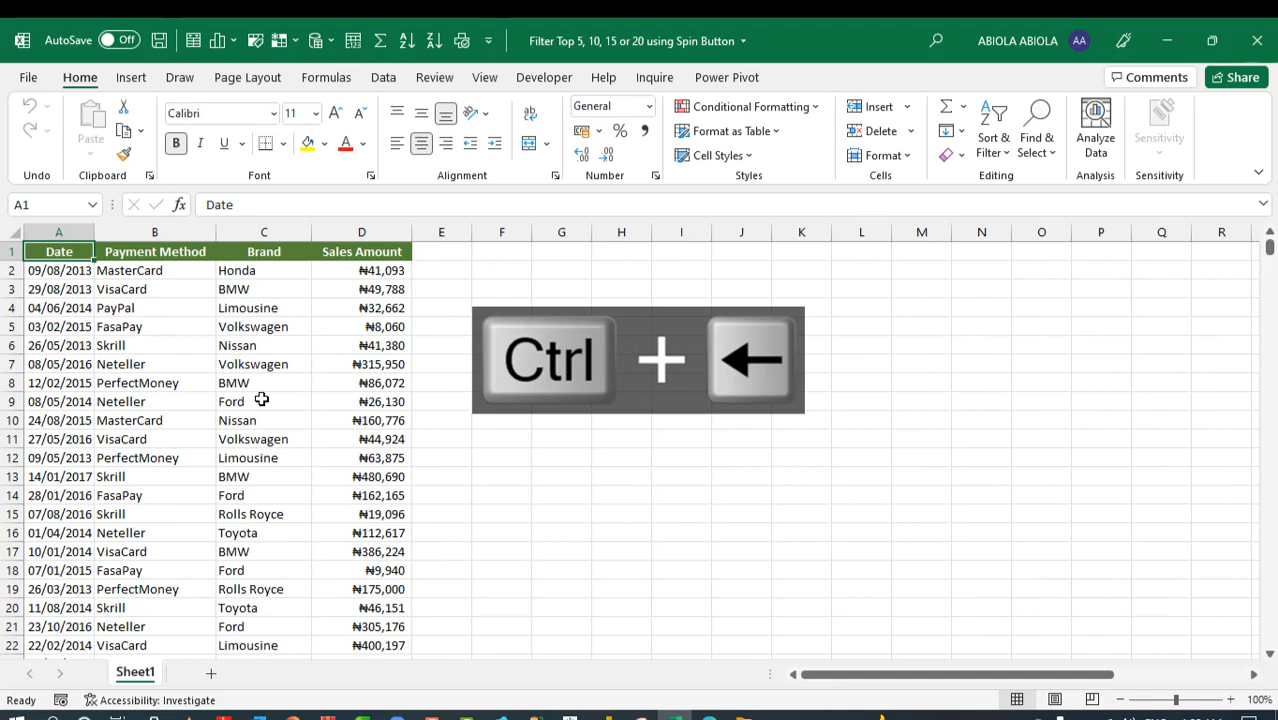 AutoSave Off Filter Top 5, 10, 15 or 20 using Spin Button ABIOLA ABIOLA AA
File Home Insert Draw Page Layout Formulas Data Review View Developer Help Inquire Power Pivot Comments Share
Paste
Calibri 11
B I U A
ab
General
% 9
Conditional Formatting
Format as Table
Cell Styles
Insert
Delete
Format
Sort & Filter
Find & Select
Analyze Data
Sensitivity
Undo Clipboard Font Alignment Number Styles Cells Editing Analysis Sensitivity
A1 fx Date
A B C D E F G H I J K L M N O P Q R
1 Date Payment Method Brand Sales Amount
2 09/08/2013 MasterCard Honda ₦41,093
3 29/08/2013 VisaCard BMW ₦49,788
4 04/06/2014 PayPal Limousine ₦32,662
5 03/02/2015 FasaPay Volkswagen ₦8,060
6 26/05/2013 Skrill Nissan ₦41,380
7 08/05/2016 Neteller Volkswagen ₦315,950
8 12/02/2015 PerfectMoney BMW ₦86,072
9 08/05/2014 Neteller Ford ₦26,130
10 24/08/2015 MasterCard Nissan ₦160,776
11 27/05/2016 VisaCard Volkswagen ₦44,924
12 09/05/2013 PerfectMoney Limousine ₦63,875
13 14/01/2017 Skrill BMW ₦480,690
14 28/01/2016 FasaPay Ford ₦162,165
15 07/08/2016 Skrill Rolls Royce ₦19,096
16 01/04/2014 Neteller Toyota ₦112,617
17 10/01/2014 VisaCard BMW ₦386,224
18 07/01/2015 FasaPay Ford ₦9,940
19 26/03/2013 PerfectMoney Rolls Royce ₦175,000
20 11/08/2014 Skrill Toyota ₦46,151
21 23/10/2016 Neteller Ford ₦305,176
22 22/02/2014 VisaCard Limousine ₦400,197
Ctrl + ←
Sheet1
Ready Accessibility: Investigate 100%